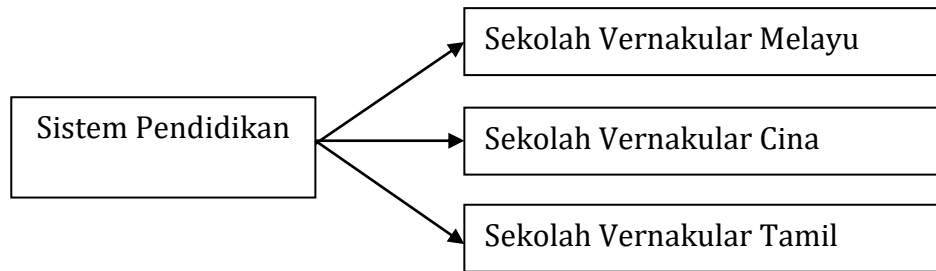 Sekolah Vernakular Melayu
Sistem Pendidikan
Sekolah Vernakular Cina
Sekolah Vernakular Tamil